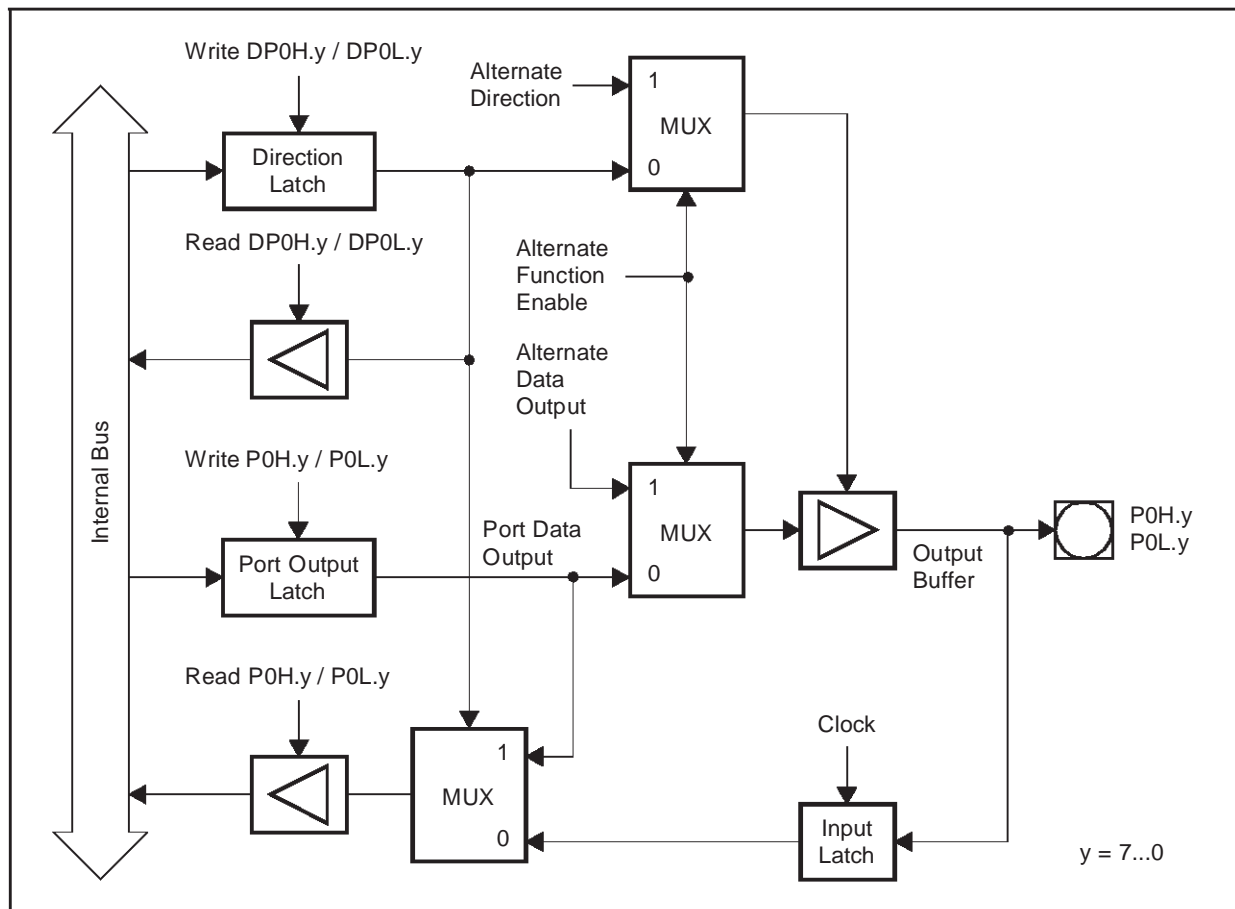 Write DP0H.y / DP0L.y
Alternate
Direction
1
MUX
0
Direction
Latch
Read DP0H.y / DP0L.y
Alternate
Function
Enable
Alternate
Data
Output
Internal Bus
Write P0H.y / P0L.y
Port Data
Output
1
MUX
0
Port Output
Latch
Output
Buffer
P0H.y
P0L.y
Read P0H.y / P0L.y
1
MUX
0
Clock
Input
Latch
y = 7...0